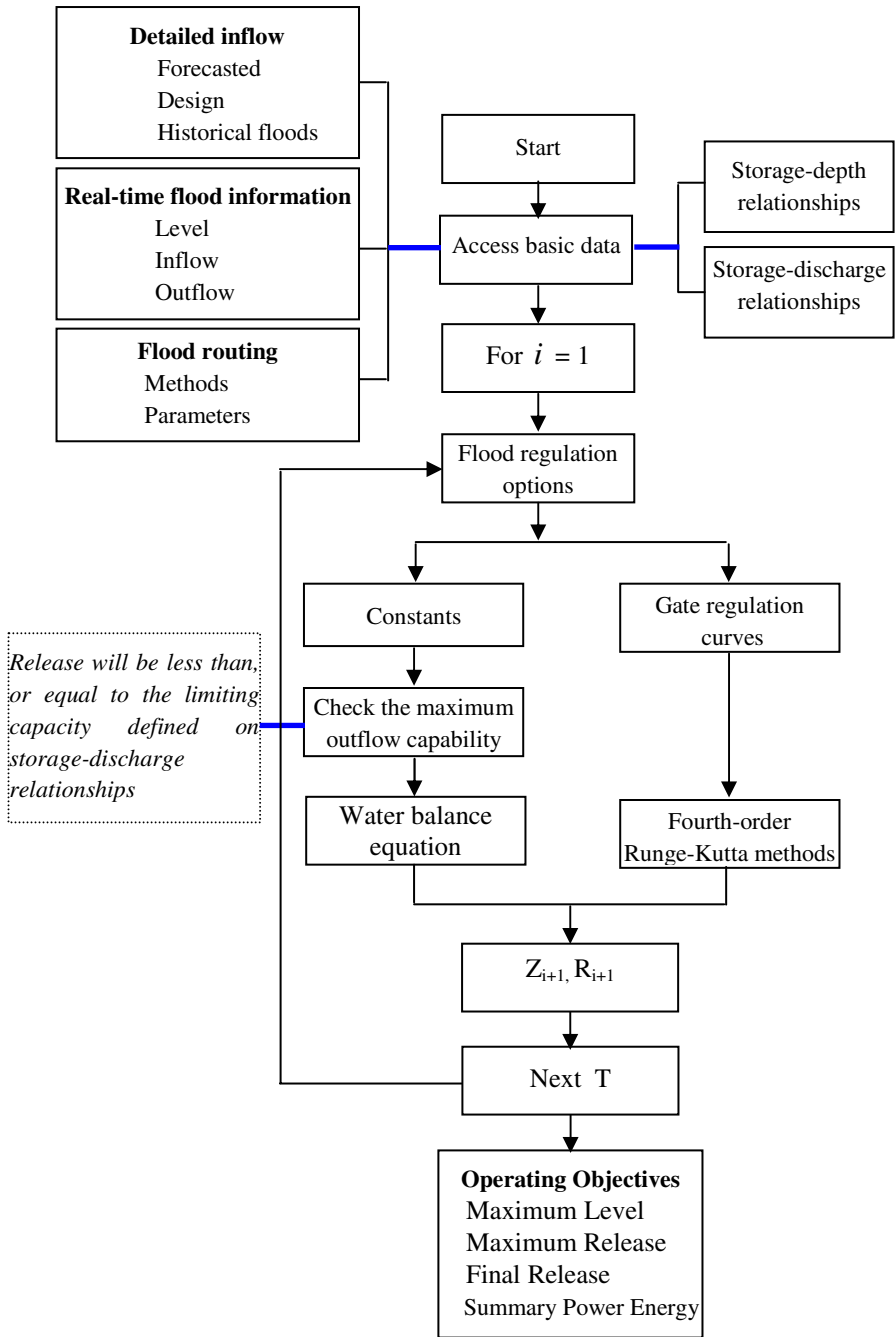 Detailed inflow
Forecasted
Design
Historical floods
Real-time flood information
Level
Inflow
Outflow
Flood routing
Methods
Parameters
Start
Access basic data
Storage-depth
relationships
Storage-discharge
relationships
For i = 1
Flood regulation
options
Constants
Gate regulation
curves
Release will be less than,
or equal to the limiting
capacity defined on
storage-discharge
relationships
Check the maximum
outflow capability
Water balance
equation
Fourth-order
Runge-Kutta methods
Zi+1, Ri+1
Next T
Operating Objectives
Maximum Level
Maximum Release
Final Release
Summary Power Energy